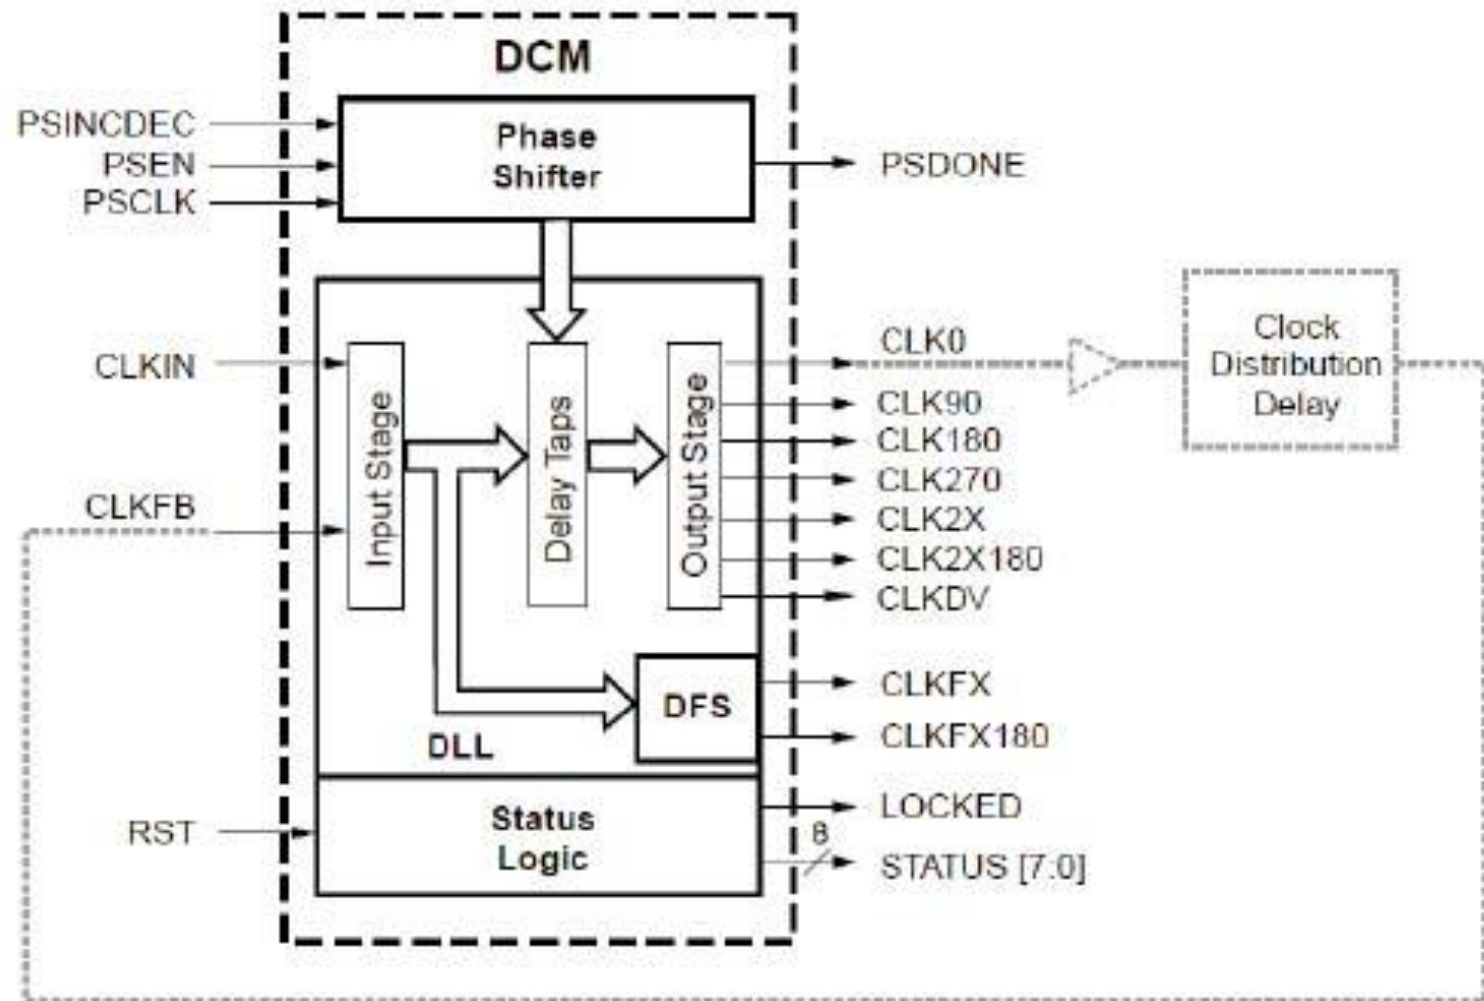 DCM
PSINCDEC
PSEN
PSCLK
Phase
Shifter
PSDONE
CLKIN
CLKFB
Input Stage
Delay Taps
Output Stage
CLK0
CLK90
CLK180
CLK270
CLK2X
CLK2X180
CLKDV
Clock
Distribution
Delay
DFS
CLKFX
CLKFX180
DLL
RST
Status
Logic
LOCKED
8
STATUS [7:0]